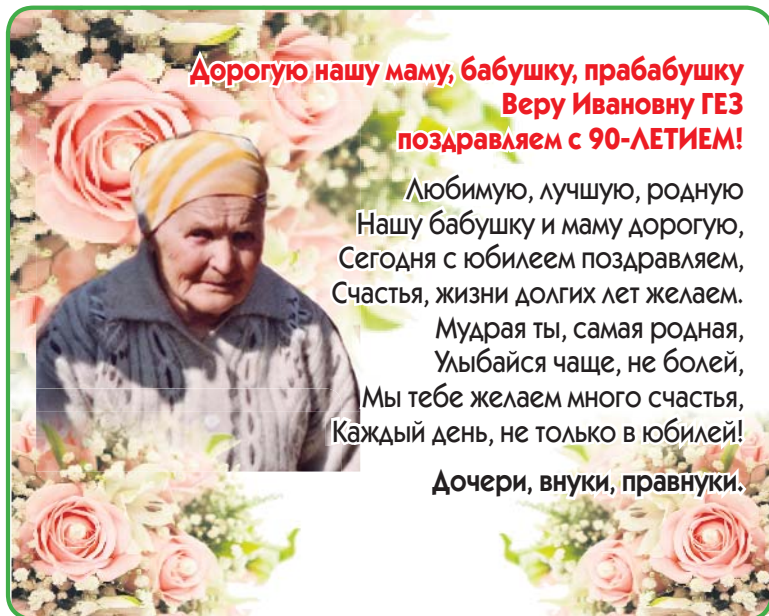 Дорогую нашу маму, бабушку, прабабушку
Веру Ивановну ГЕЗ
поздравляем с 90-ЛЕТИЕМ!
Любимую, лучшую, родную
Нашу бабушку и маму дорогую,
Сегодня с юбилеем поздравляем,
Счастья, жизни долгих лет желаем.
Мудрая ты, самая родная,
Улыбайся чаще, не болей,
Мы тебе желаем много счастья,
Каждый день, не только в юбилей!
Дочери, внуки, правнуки.